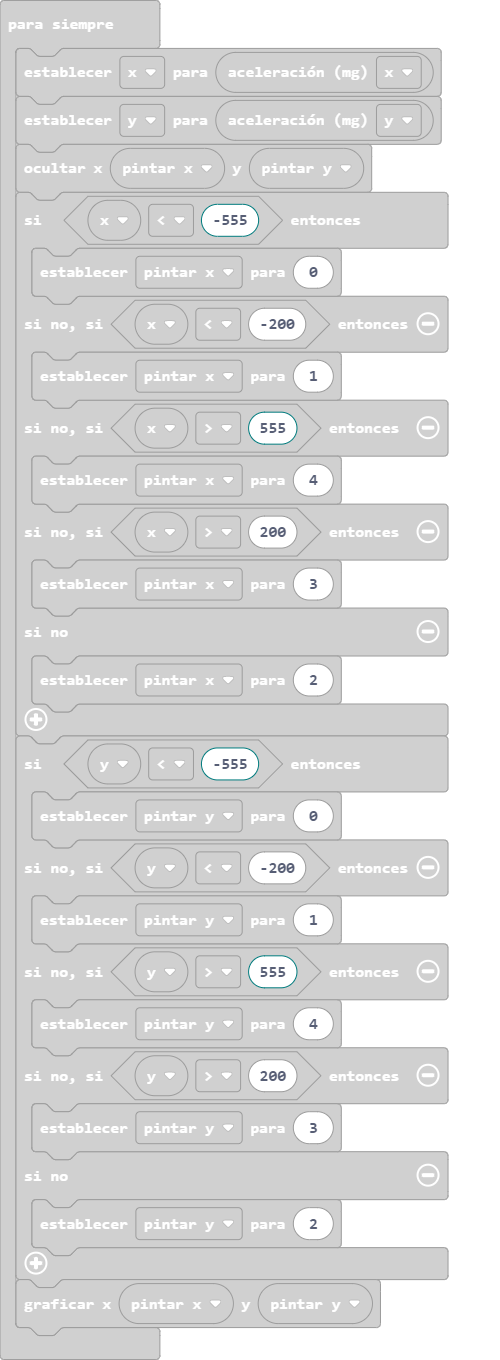 para siempre
establecer x para aceleración (mg) x
establecer y para aceleración (mg) y
ocultar x pintar x y pintar y
si x < -555 entonces
establecer pintar x para 0
si no, si x < -200 entonces
establecer pintar x para 1
si no, si x > 555 entonces
establecer pintar x para 4
si no, si x > 200 entonces
establecer pintar x para 3
si no
establecer pintar x para 2
si y < -555 entonces
establecer pintar y para 0
si no, si y < -200 entonces
establecer pintar y para 1
si no, si y > 555 entonces
establecer pintar y para 4
si no, si y > 200 entonces
establecer pintar y para 3
si no
establecer pintar y para 2
graficar x pintar x y pintar y